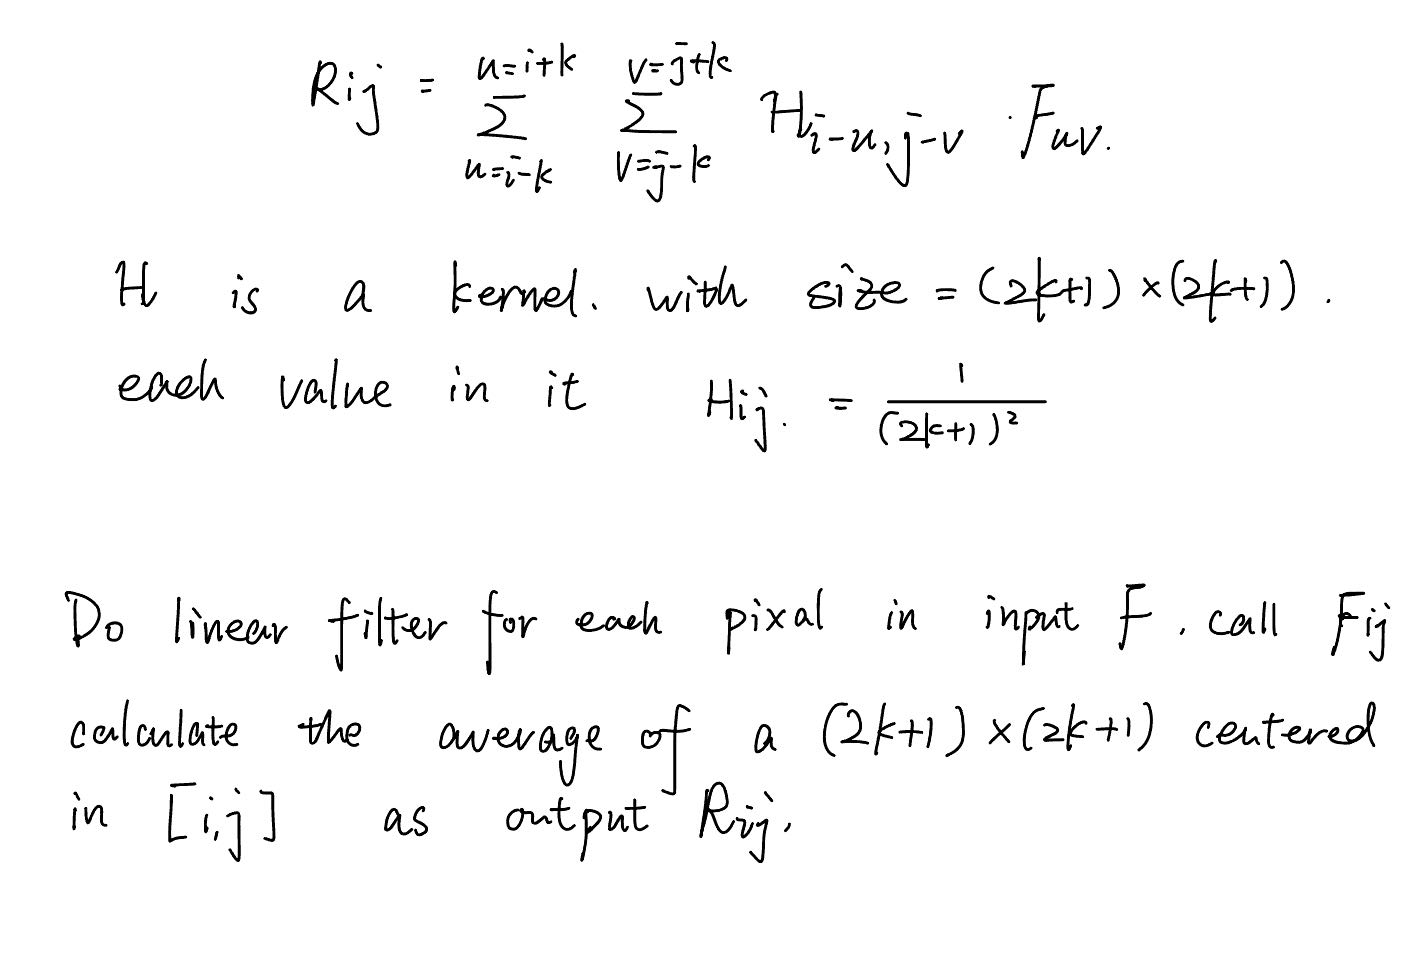 R_{ij} = \sum_{u=i-k}^{u=i+k} \sum_{v=j-k}^{v=j+k} H_{i-u, j-v} \cdot F_{uv}.
H is a kernel. with size = (2k+1) × (2k+1).
each value in it H_{ij}. = \frac{1}{(2k+1)^2}
Do linear filter for each pixal in input F. call F_{ij}
calculate the average of a (2k+1) × (2k+1) centered
in [i,j] as output R_{ij}.